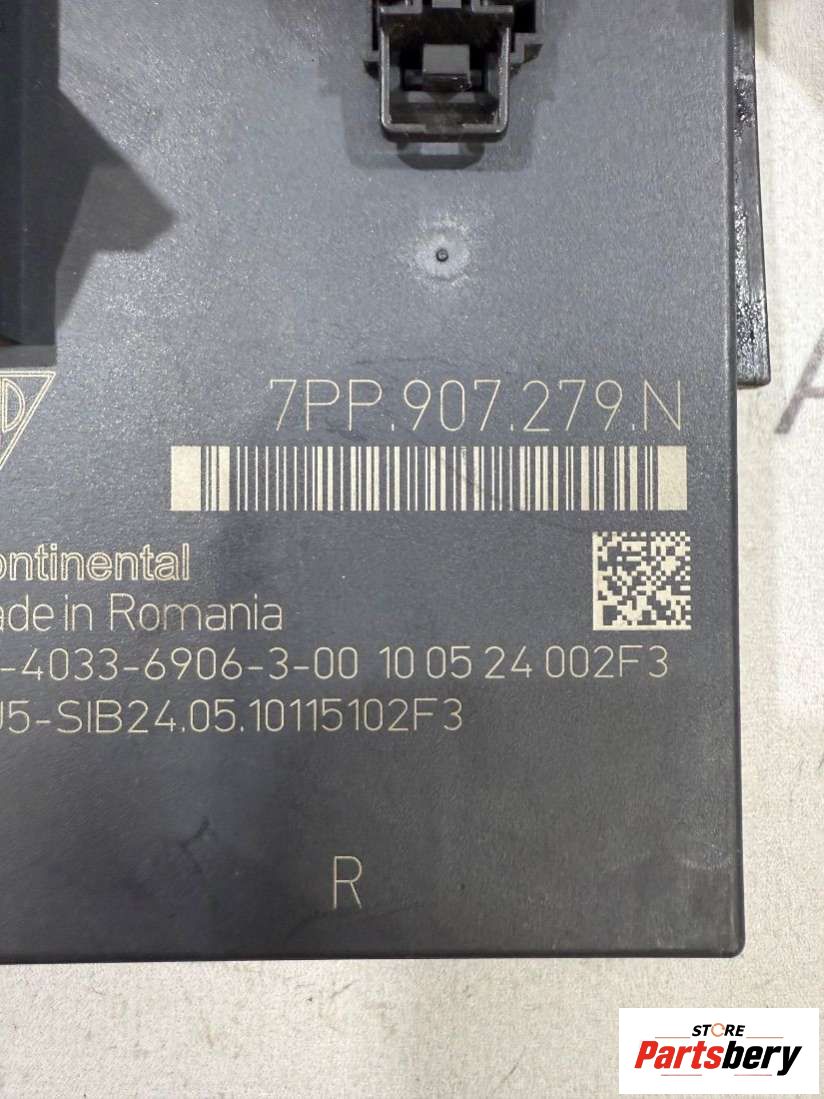 7PP.907.279.N
ontinental
ade in Romania
-4033-6906-3-00 10 05 24 002F3
U5-SIB24.05.10115102F3
R
STORE
Partsbery